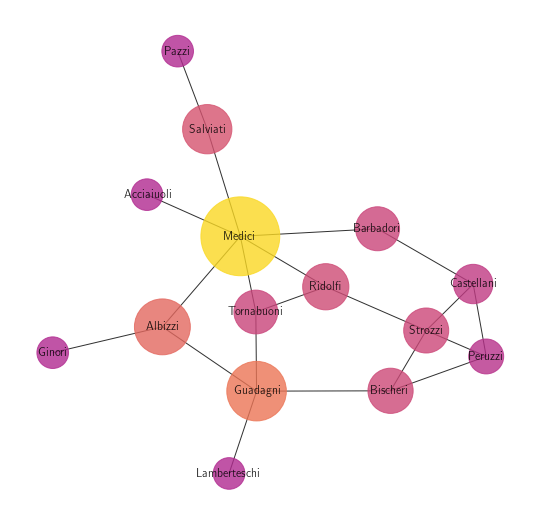 Pazzi
Salviati
Acciaiuoli
Medici
Barbadori
Ridolfi
Castellani
Tornabuoni
Albizzi
Strozzi
Ginori
Peruzzi
Guadagni
Bischeri
Lamberteschi